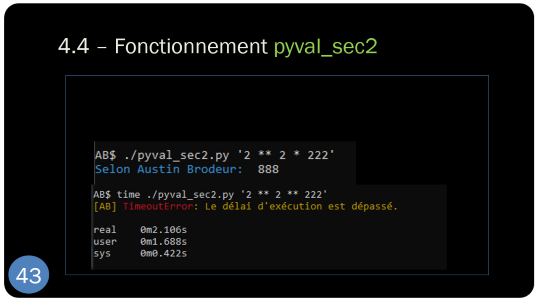 4.4 – Fonctionnement pyval_sec2
AB$ ./pyval_sec2.py '2 ** 2 * 222'
Selon Austin Brodeur:  888
AB$ time ./pyval_sec2.py '2 ** 2 ** 222'
[AB] TimeoutError: Le délai d'exécution est dépassé.
real    0m2.106s
user    0m1.688s
sys     0m0.422s
43